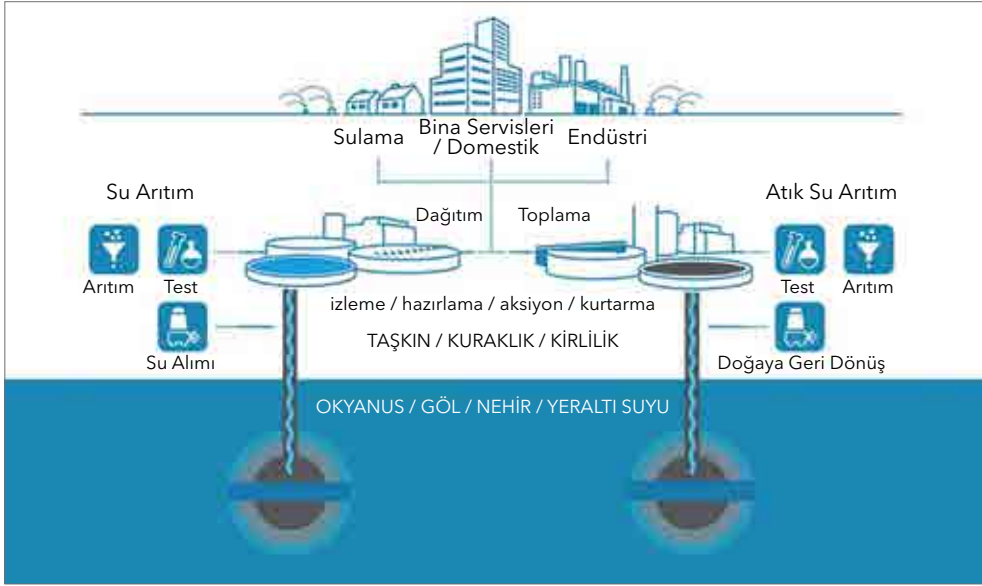 Sulama
Bina Servisleri
/ Domestik
Endüstri
Su Arıtım
Atık Su Arıtım
Dağıtım
Toplama
Arıtım
Test
Test
Arıtım
izleme / hazırlama / aksiyon / kurtarma
TAŞKIN / KURAKLIK / KİRLİLİK
Su Alımı
Doğaya Geri Dönüş
OKYANUS / GÖL / NEHİR / YERALTI SUYU